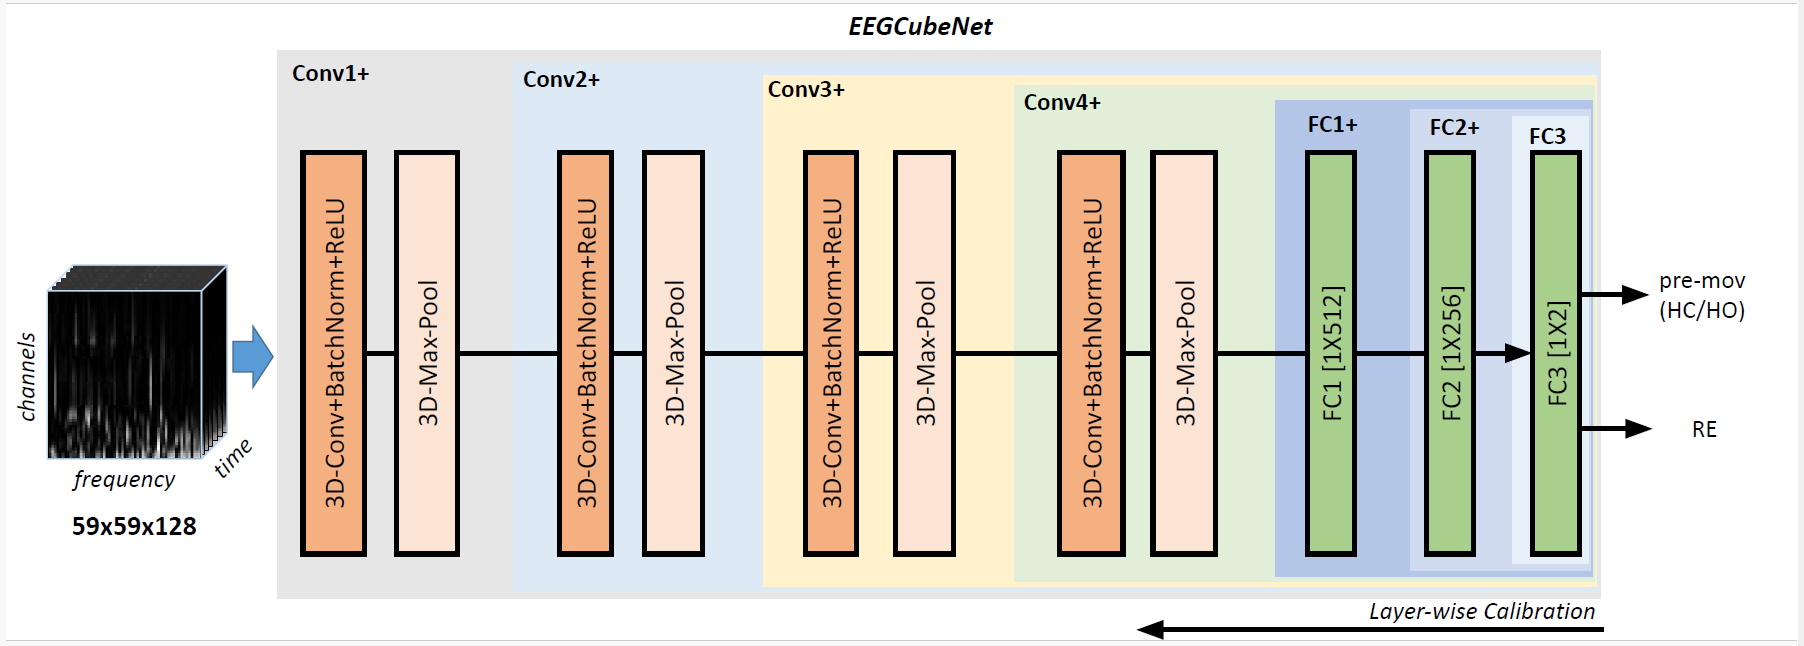 EEGCubeNet
Conv1+
Conv2+
Conv3+
Conv4+
FC1+
FC2+
FC3
3D-Conv+BatchNorm+ReLU
3D-Max-Pool
3D-Conv+BatchNorm+ReLU
3D-Max-Pool
3D-Conv+BatchNorm+ReLU
3D-Max-Pool
3D-Conv+BatchNorm+ReLU
3D-Max-Pool
FC1 [1X512]
FC2 [1X256]
FC3 [1X2]
pre-mov
(HC/HO)
RE
channels
frequency
time
59x59x128
Layer-wise Calibration